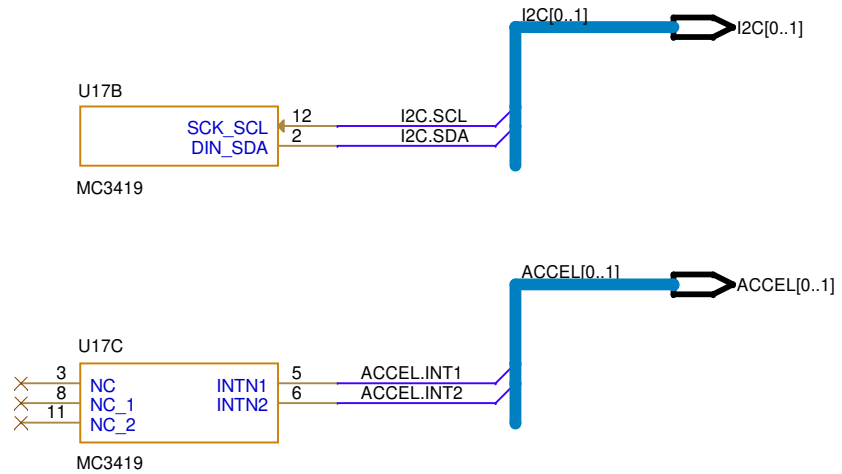 I2C[0..1]
I2C[0..1]
U17B
SCK_SCL 12 I2C.SCL
DIN_SDA 2 I2C.SDA
MC3419
ACCEL[0..1]
ACCEL[0..1]
U17C
3 NC INTN1 5 ACCEL.INT1
8 NC_1 INTN2 6 ACCEL.INT2
11 NC_2
MC3419